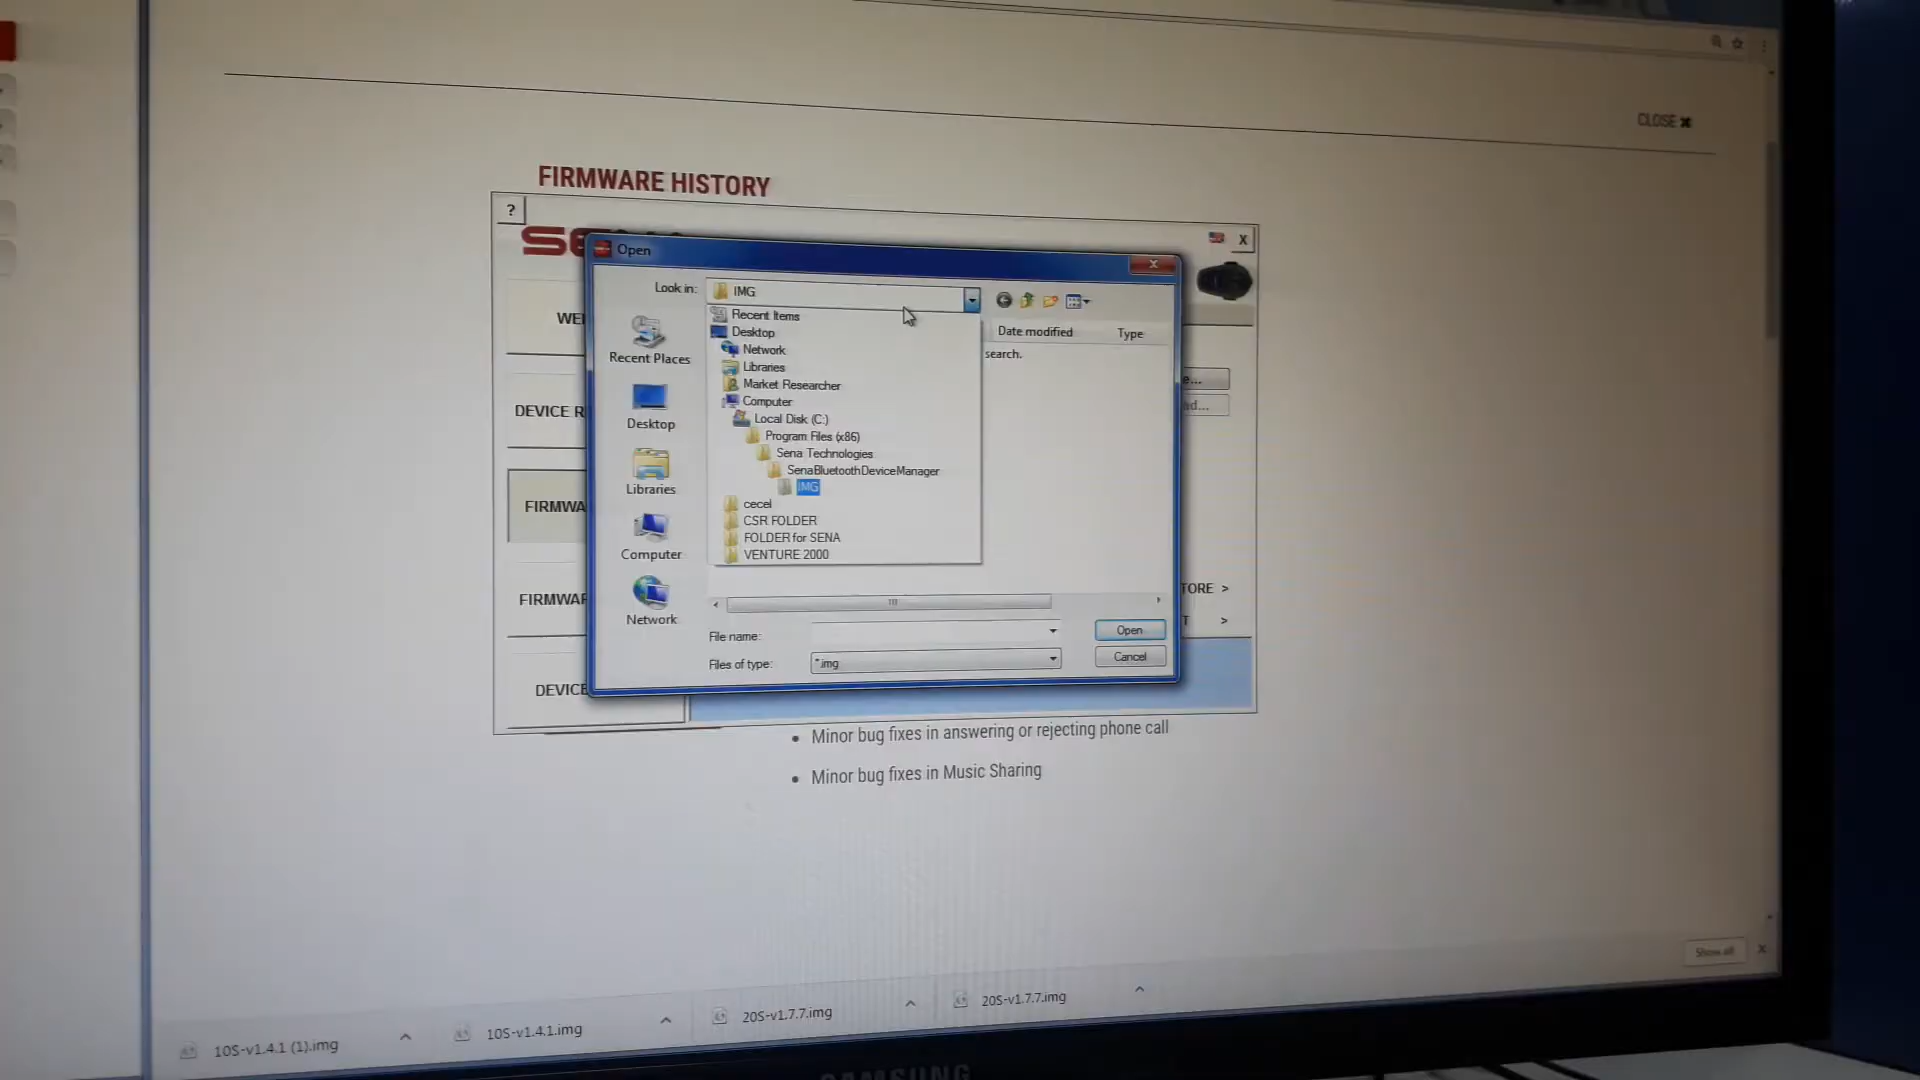 CLOSE ✖
FIRMWARE HISTORY
?
X
Open
Look in:
IMG
Recent Items
Desktop
Network
Libraries
Market Researcher
Computer
Local Disk (C:)
Program Files (x86)
Sena Technologies
SenaBluetoothDeviceManager
IMG
cecel
CSR FOLDER
FOLDER for SENA
VENTURE 2000
Date modified
Type
search.
Recent Places
Desktop
Libraries
Computer
Network
DEVICE R
FIRMWA
FIRMWAR
DEVICE
TORE >
T >
File name:
Open
Files of type:
*.img
Cancel
• Minor bug fixes in answering or rejecting phone call
• Minor bug fixes in Music Sharing
Show all
X
10S-v1.4.1 (1).img
10S-v1.4.1.img
20S-v1.7.7.img
20S-v1.7.7.img
SAMSUNG